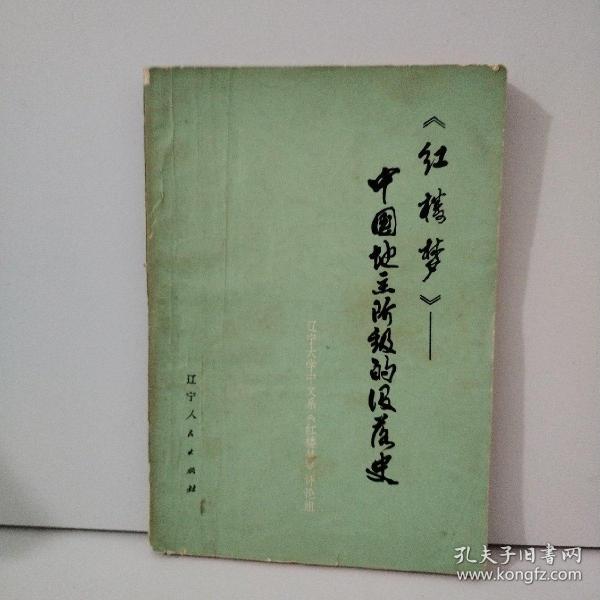 《红楼梦》——
中国地主阶级的没落史
辽宁大学中文系《红楼梦》评论组
辽宁人民出版社
孔夫子旧书网
www.kongfz.com